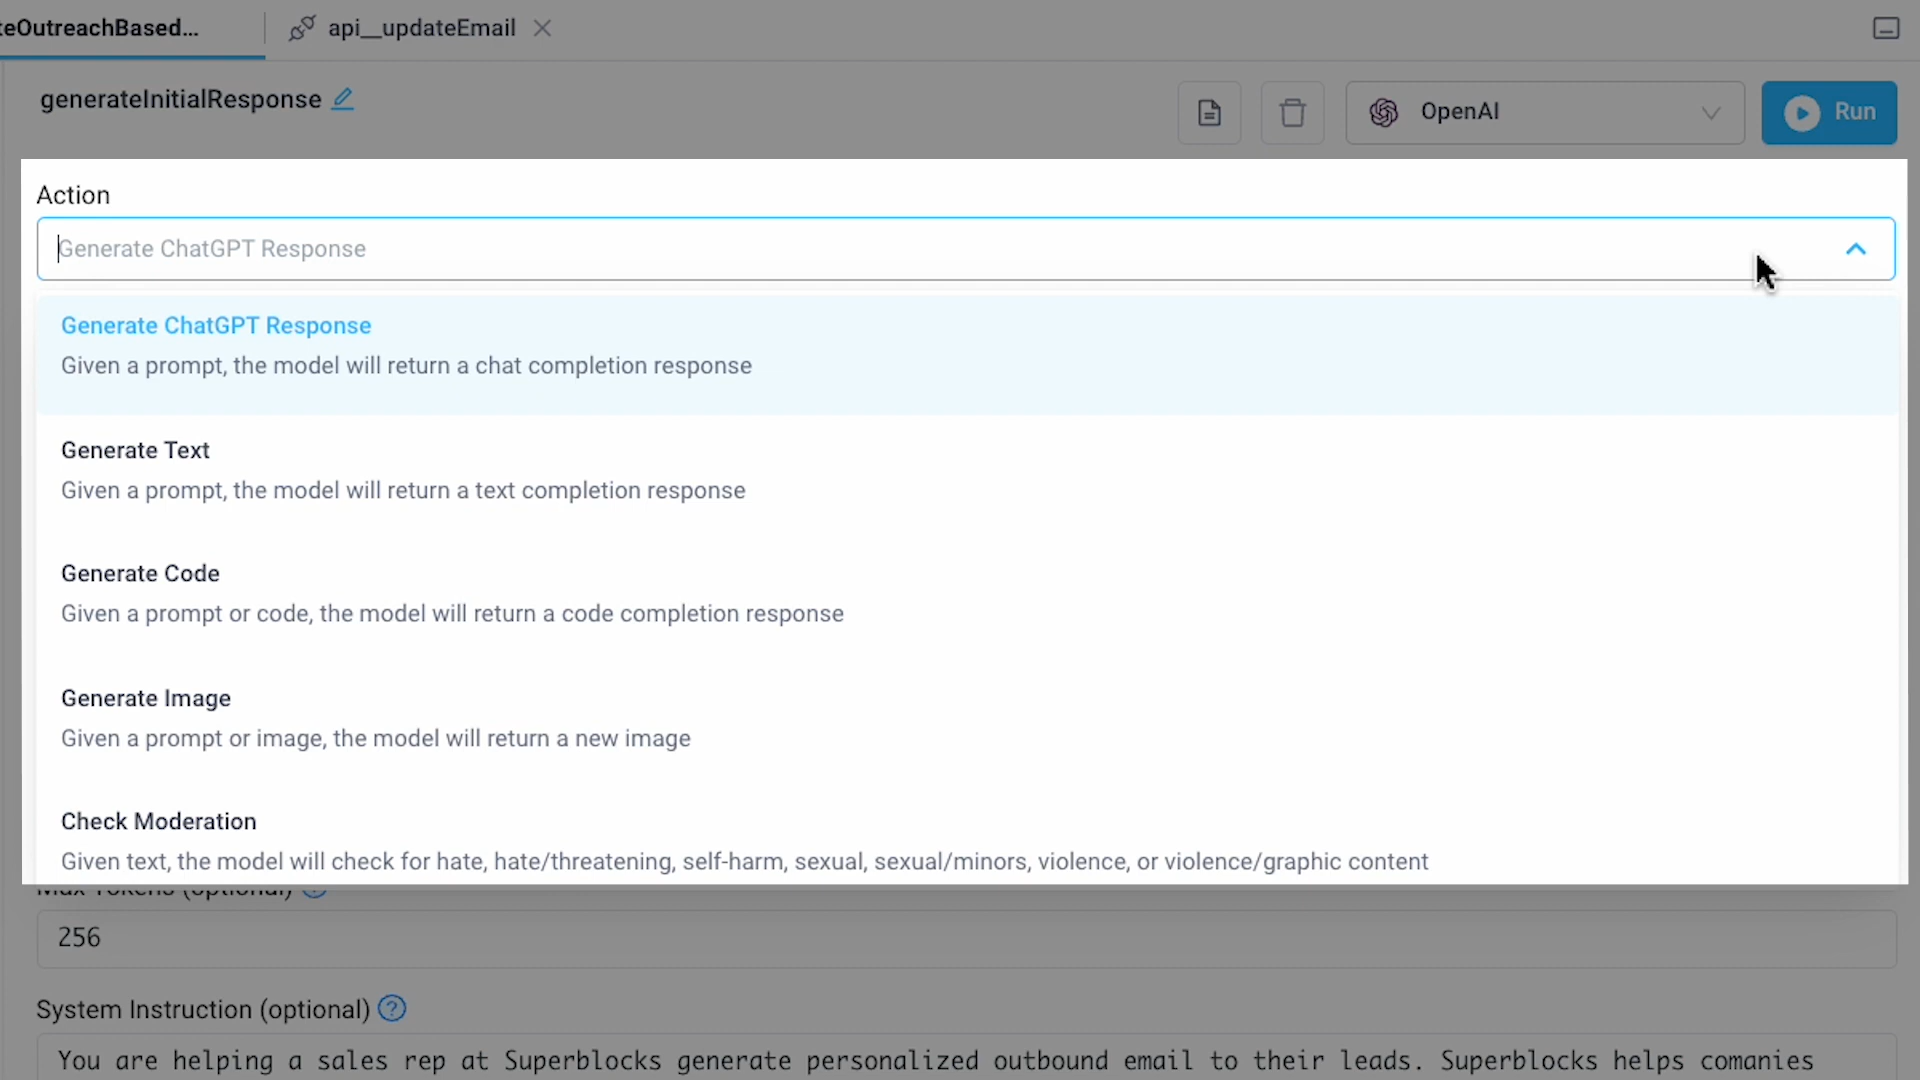 teOutreachBased...
api__updateEmail
generateInitialResponse
OpenAI
Run
Action
Generate ChatGPT Response
Generate ChatGPT Response
Given a prompt, the model will return a chat completion response
Generate Text
Given a prompt, the model will return a text completion response
Generate Code
Given a prompt or code, the model will return a code completion response
Generate Image
Given a prompt or image, the model will return a new image
Check Moderation
Given text, the model will check for hate, hate/threatening, self-harm, sexual, sexual/minors, violence, or violence/graphic content
Max Tokens (optional)
256
System Instruction (optional)
You are helping a sales rep at Superblocks generate personalized outbound email to their leads. Superblocks helps comanies